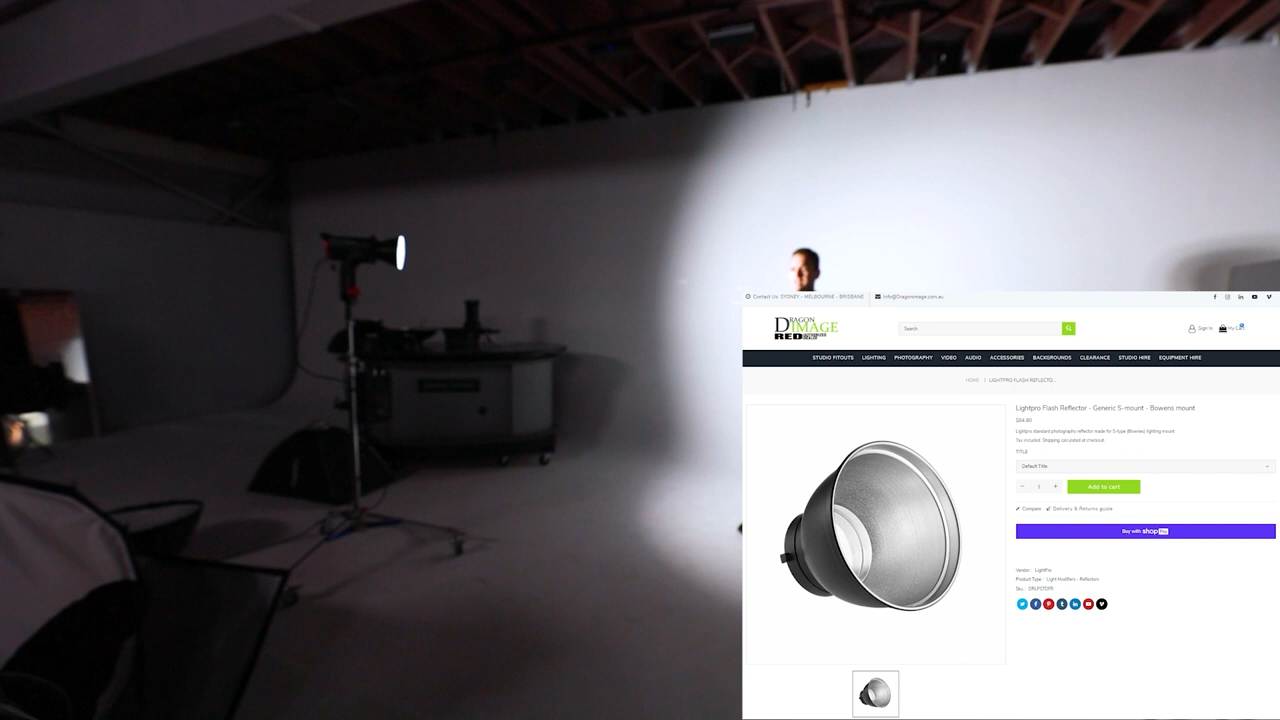 Contact Us: SYDNEY - MELBOURNE - BRISBANE
Info@Dragonimage.com.au
DRAGON
IMAGE
RED
Search
Sign In
My Cart
STUDIO FITOUTS LIGHTING PHOTOGRAPHY VIDEO AUDIO ACCESSORIES BACKGROUNDS CLEARANCE STUDIO HIRE EQUIPMENT HIRE
HOME | LIGHTPRO FLASH REFLECTO...
Lightpro Flash Reflector - Generic S-mount - Bowens mount
Lightpro standard photography reflector made for S-type (Bowens) lighting mount
Tax included. Shipping calculated at checkout.
TITLE
Default Title
− 1 +
Add to cart
Compare
Delivery & Returns guide
Buy with shop Pay
Vendor: LightPro
Product Type: Light Modifiers - Reflectors
Sku: